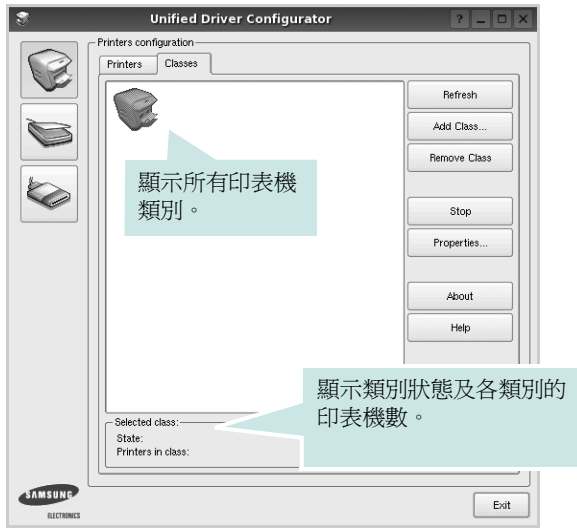 Unified Driver Configurator
Printers configuration
Printers Classes
Refresh
Add Class...
Remove Class
Stop
Properties...
About
Help
顯示所有印表機
類別。
顯示類別狀態及各類別的
印表機數。
Selected class:
State:
Printers in class:
SAMSUNG
ELECTRONICS
Exit